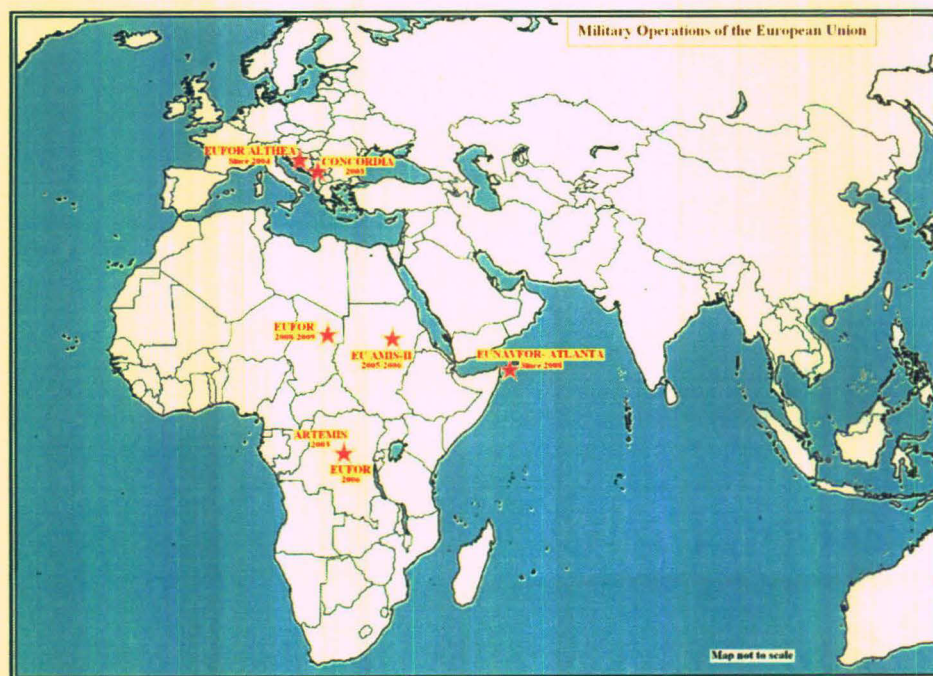 Military Operations of the European Union
EUFOR ALTHEA
Since 2004
CONCORDIA
2003
EUFOR
2008-2009
EU AMIS-II
2005-2006
EUNAVFOR- ATLANTA
Since 2008
ARTEMIN
2003
EUFOR
2006
Map not to scale